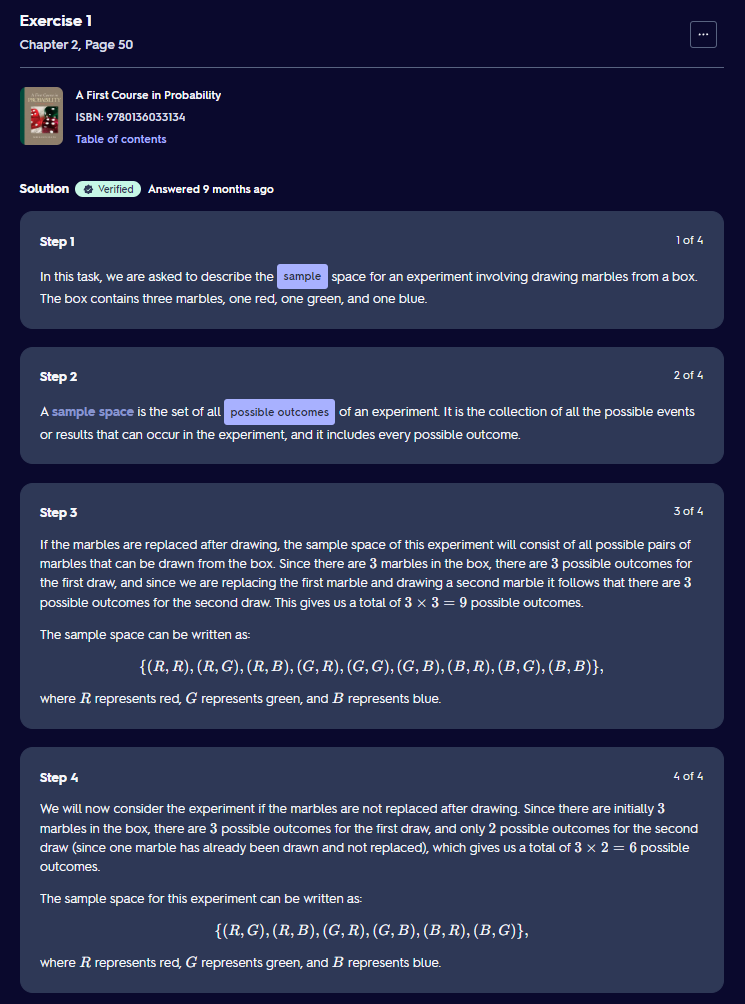 Exercise 1
Chapter 2, Page 50
...
A First Course in Probability
ISBN: 9780136033134
Table of contents
Solution Verified Answered 9 months ago
Step 1
1 of 4
In this task, we are asked to describe the sample space for an experiment involving drawing marbles from a box.
The box contains three marbles, one red, one green, and one blue.
Step 2
2 of 4
A sample space is the set of all possible outcomes of an experiment. It is the collection of all the possible events
or results that can occur in the experiment, and it includes every possible outcome.
Step 3
3 of 4
If the marbles are replaced after drawing, the sample space of this experiment will consist of all possible pairs of
marbles that can be drawn from the box. Since there are 3 marbles in the box, there are 3 possible outcomes for
the first draw, and since we are replacing the first marble and drawing a second marble it follows that there are 3
possible outcomes for the second draw. This gives us a total of 3 × 3 = 9 possible outcomes.
The sample space can be written as:
{(R, R), (R, G), (R, B), (G, R), (G, G), (G, B), (B, R), (B, G), (B, B)},
where R represents red, G represents green, and B represents blue.
Step 4
4 of 4
We will now consider the experiment if the marbles are not replaced after drawing. Since there are initially 3
marbles in the box, there are 3 possible outcomes for the first draw, and only 2 possible outcomes for the second
draw (since one marble has already been drawn and not replaced), which gives us a total of 3 × 2 = 6 possible
outcomes.
The sample space for this experiment can be written as:
{(R, G), (R, B), (G, R), (G, B), (B, R), (B, G)},
where R represents red, G represents green, and B represents blue.